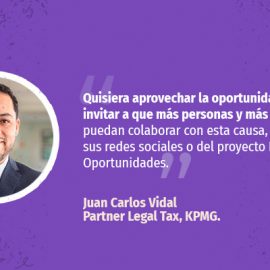 Quisiera aprovechar la oportunida
invitar a que más personas y más
puedan colaborar con esta causa,
sus redes sociales o del proyecto
Oportunidades.
Juan Carlos Vidal
Partner Legal Tax, KPMG.